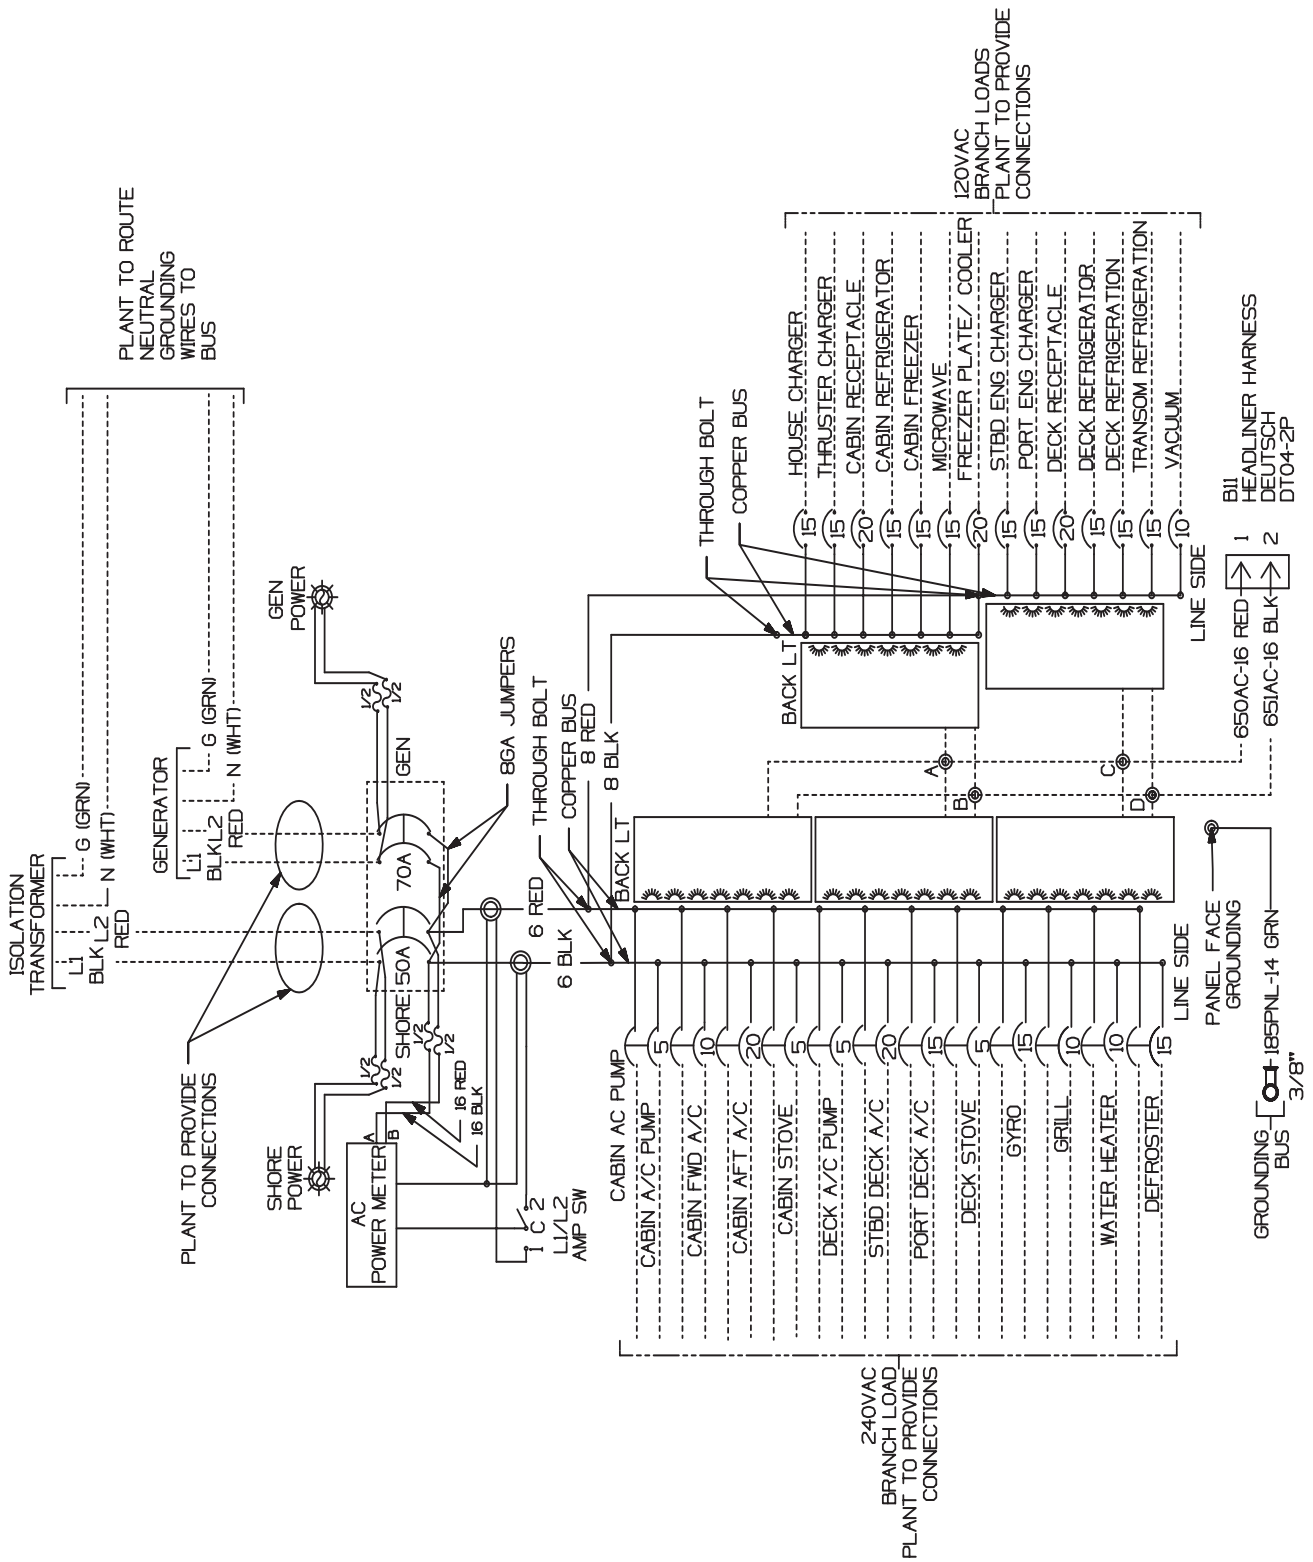 ISOLATION
TRANSFORMER
L1
BLK
L2
RED
N (WHT)
G (GRN)
GENERATOR
L1
BLK
L2
RED
N (WHT)
G (GRN)
PLANT TO ROUTE
NEUTRAL
GROUNDING
WIRES TO
BUS
PLANT TO PROVIDE
CONNECTIONS
SHORE
POWER
1/2
1/2
SHORE
50A
70A
GEN
1/2
1/2
GEN
POWER
1/2
1/2
8GA JUMPERS
AC
POWER METER
A
B
16 RED
16 BLK
1 C 2
L1/L2
AMP SW
6 RED
6 BLK
THROUGH BOLT
COPPER BUS
8 RED
8 BLK
THROUGH BOLT
COPPER BUS
BACK LT
BACK LT
A
B
C
D
HOUSE CHARGER
15
THRUSTER CHARGER
15
CABIN RECEPTACLE
20
CABIN REFRIGERATOR
15
CABIN FREEZER
15
MICROWAVE
15
FREEZER PLATE/ COOLER
20
STBD ENG CHARGER
15
PORT ENG CHARGER
15
DECK RECEPTACLE
20
DECK REFRIGERATOR
15
DECK REFRIGERATION
15
TRANSOM REFRIGERATION
15
VACUUM
10
LINE SIDE
120VAC
BRANCH LOADS
PLANT TO PROVIDE
CONNECTIONS
CABIN AC PUMP
CABIN A/C PUMP
5
CABIN FWD A/C
10
CABIN AFT A/C
20
CABIN STOVE
5
DECK A/C PUMP
5
STBD DECK A/C
20
PORT DECK A/C
15
DECK STOVE
5
GYRO
15
GRILL
10
WATER HEATER
10
DEFROSTER
15
LINE SIDE
240VAC
BRANCH LOAD
PLANT TO PROVIDE
CONNECTIONS
650AC-16 RED
1
651AC-16 BLK
2
B11
HEADLINER HARNESS
DEUTSCH
DT04-2P
PANEL FACE
GROUNDING
185PNL-14 GRN
3/8"
GROUNDING
BUS